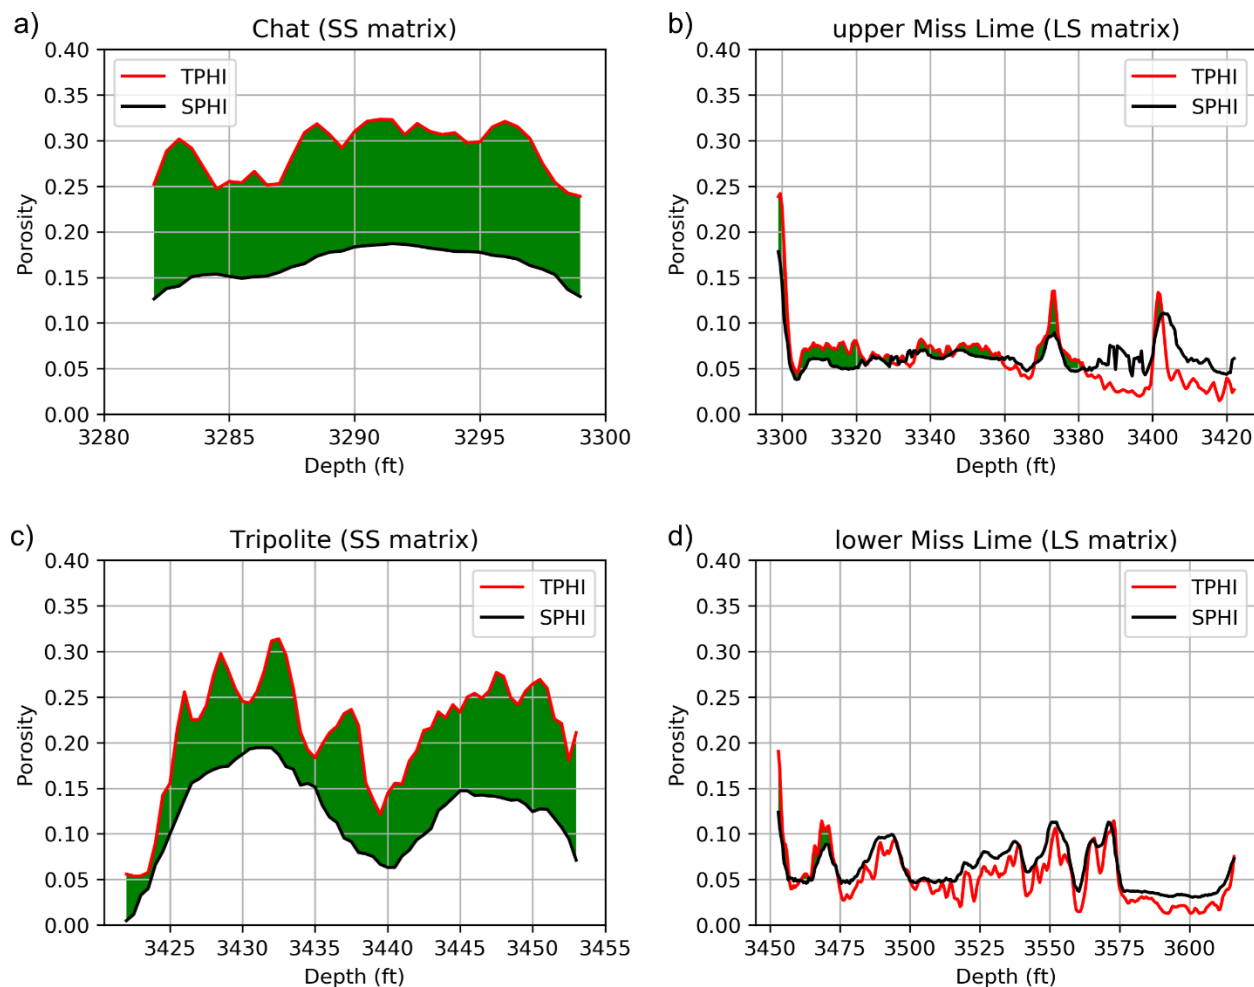 a)
Chat (SS matrix)
TPHI
SPHI
0.40
0.35
0.30
0.25
0.20
0.15
0.10
0.05
0.00
Porosity
3280 3285 3290 3295 3300
Depth (ft)
b)
upper Miss Lime (LS matrix)
TPHI
SPHI
0.40
0.35
0.30
0.25
0.20
0.15
0.10
0.05
0.00
Porosity
3300 3320 3340 3360 3380 3400 3420
Depth (ft)
c)
Tripolite (SS matrix)
TPHI
SPHI
0.40
0.35
0.30
0.25
0.20
0.15
0.10
0.05
0.00
Porosity
3425 3430 3435 3440 3445 3450 3455
Depth (ft)
d)
lower Miss Lime (LS matrix)
TPHI
SPHI
0.40
0.35
0.30
0.25
0.20
0.15
0.10
0.05
0.00
Porosity
3450 3475 3500 3525 3550 3575 3600
Depth (ft)